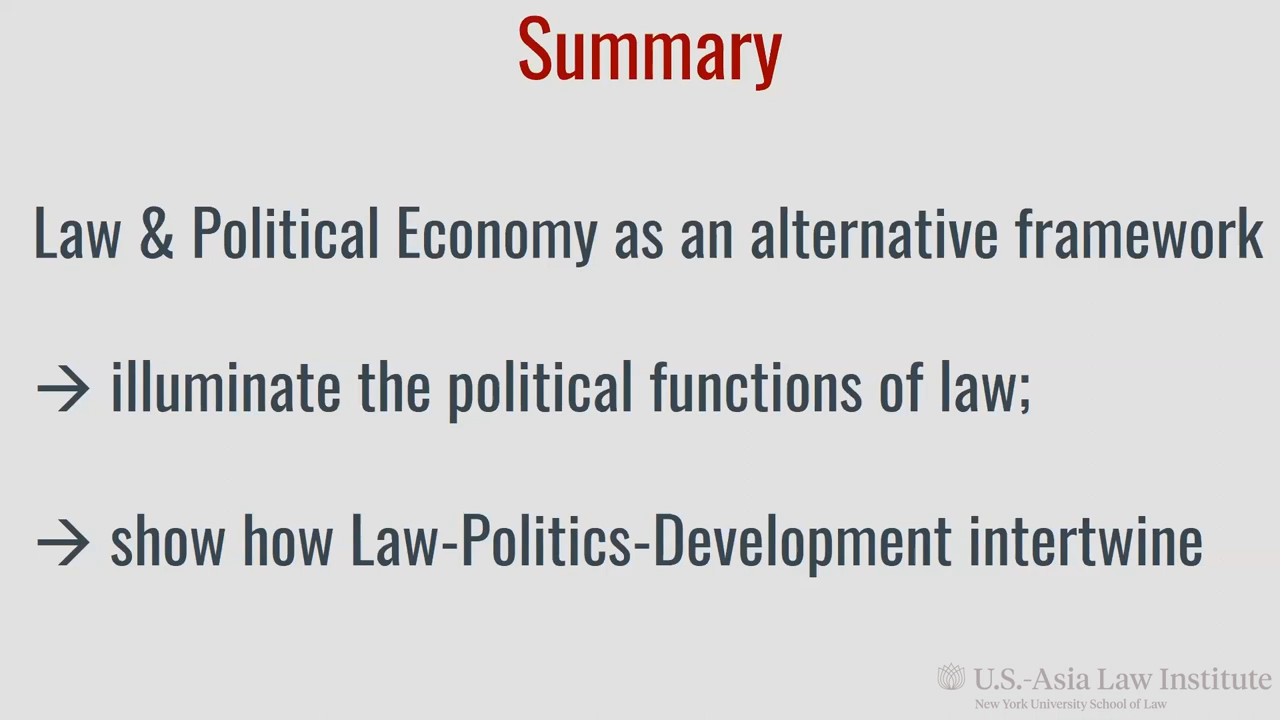 Summary
Law & Political Economy as an alternative framework
→ illuminate the political functions of law;
→ show how Law-Politics-Development intertwine
U.S.-Asia Law Institute
New York University School of Law